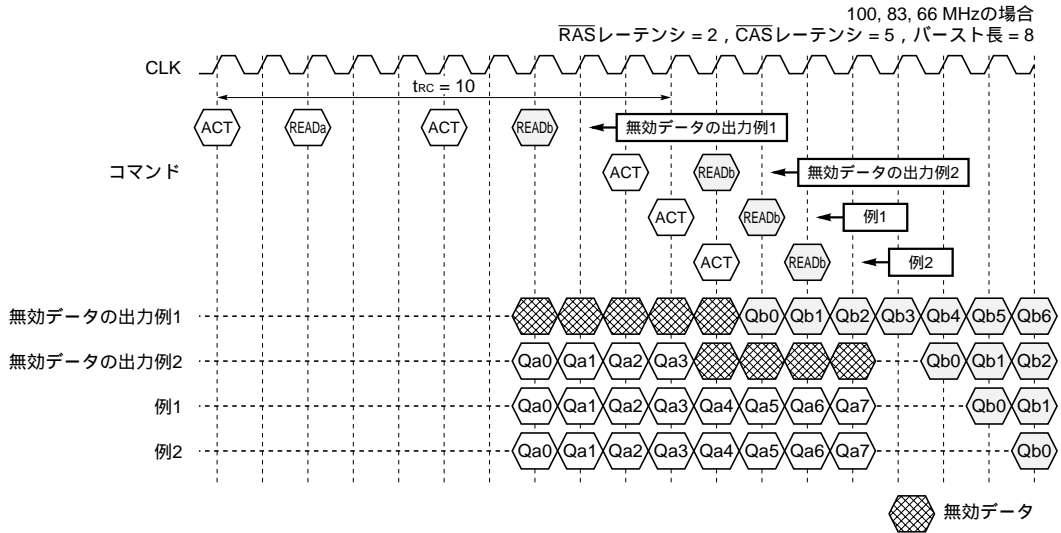 100, 83, 66 MHzの場合
RASレーテンシ = 2 , CASレーテンシ = 5 , バースト長 = 8
CLK
tRC = 10
ACT READa ACT READb 無効データの出力例1
コマンド
ACT READb 無効データの出力例2
ACT READb 例1
ACT READb 例2
無効データの出力例1 Qb0 Qb1 Qb2 Qb3 Qb4 Qb5 Qb6
無効データの出力例2 Qa0 Qa1 Qa2 Qa3 Qb0 Qb1 Qb2
例1 Qa0 Qa1 Qa2 Qa3 Qa4 Qa5 Qa6 Qa7 Qb0 Qb1
例2 Qa0 Qa1 Qa2 Qa3 Qa4 Qa5 Qa6 Qa7 Qb0
無効データ